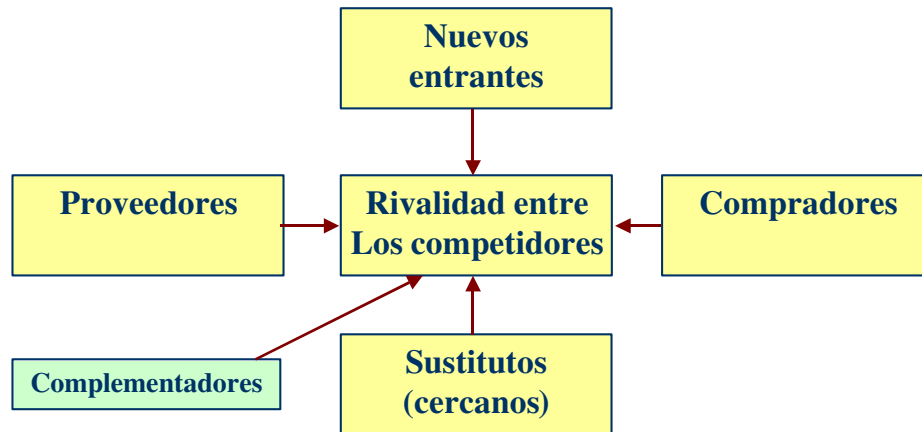 Nuevos
entrantes
Proveedores
Rivalidad entre
Los competidores
Compradores
Complementadores
Sustitutos
(cercanos)